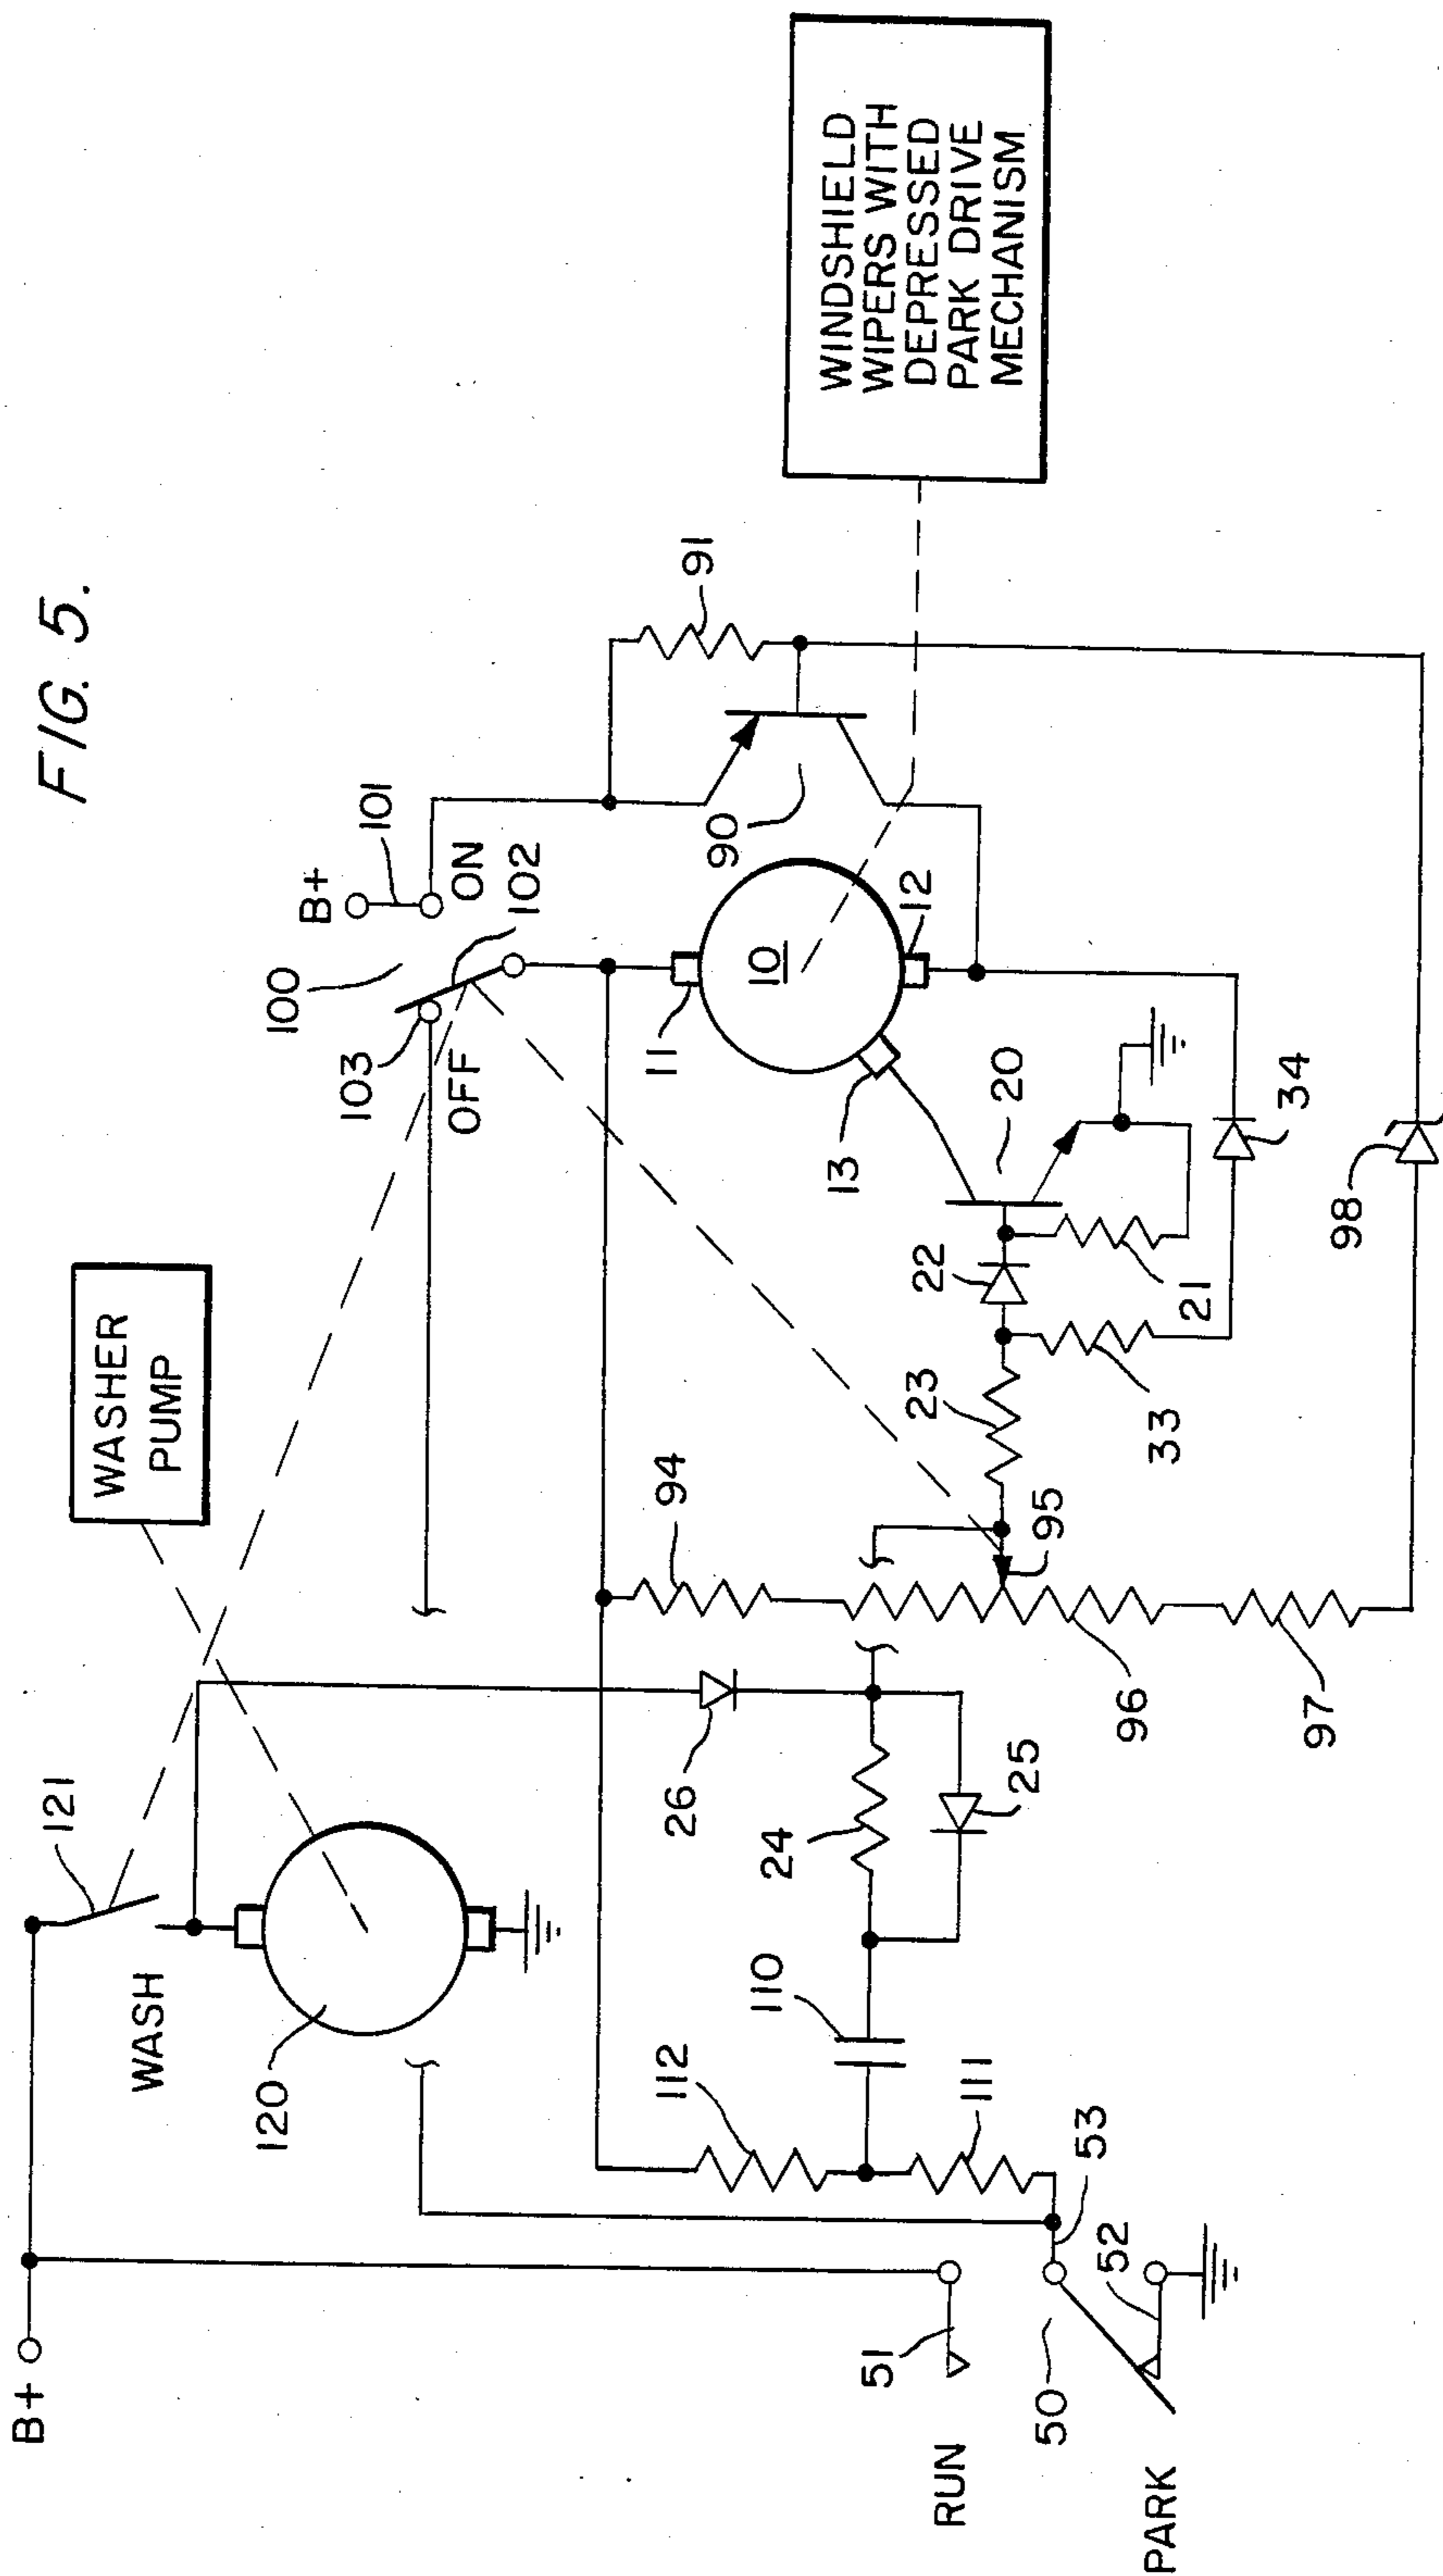 FIG. 5.
B+
121
WASH
120
WASHER
PUMP
B+
100
101
103
OFF
ON
102
WINDSHIELD
WIPERS WITH
DEPRESSED
PARK DRIVE
MECHANISM
112
110
111
53
26
24
25
94
95
96
97
23
22
33
21
20
34
98
11
10
12
13
90
91
RUN
51
50
52
PARK